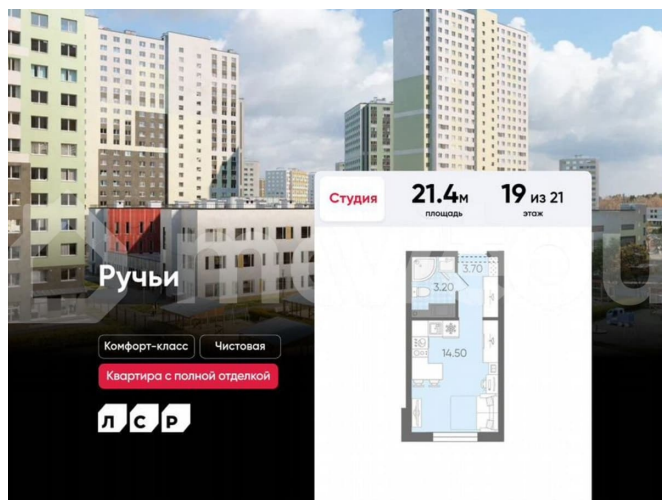 Студия
21.4м
площадь
19 из 21
этаж
Ручьи
3.70
3.20
14.50
Комфорт-класс
Чистовая
Квартира с полной отделкой
ЛСР